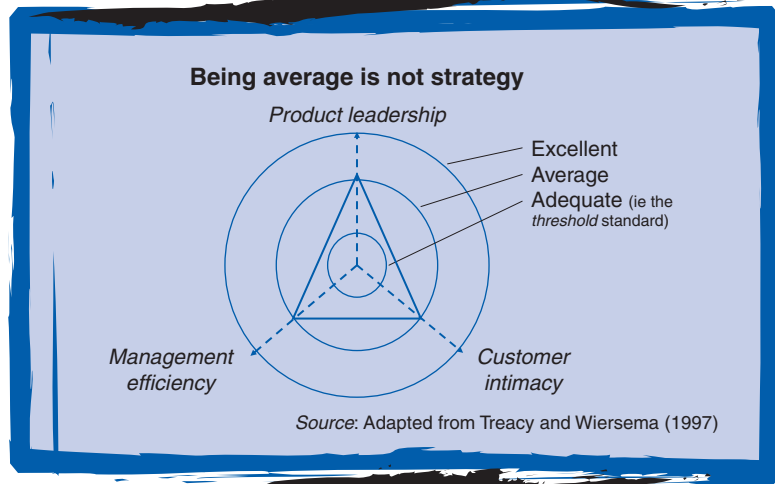 Being average is not strategy
Product leadership
Excellent
Average
Adequate (ie the
threshold standard)
Management
efficiency
Customer
intimacy
Source: Adapted from Treacy and Wiersema (1997)